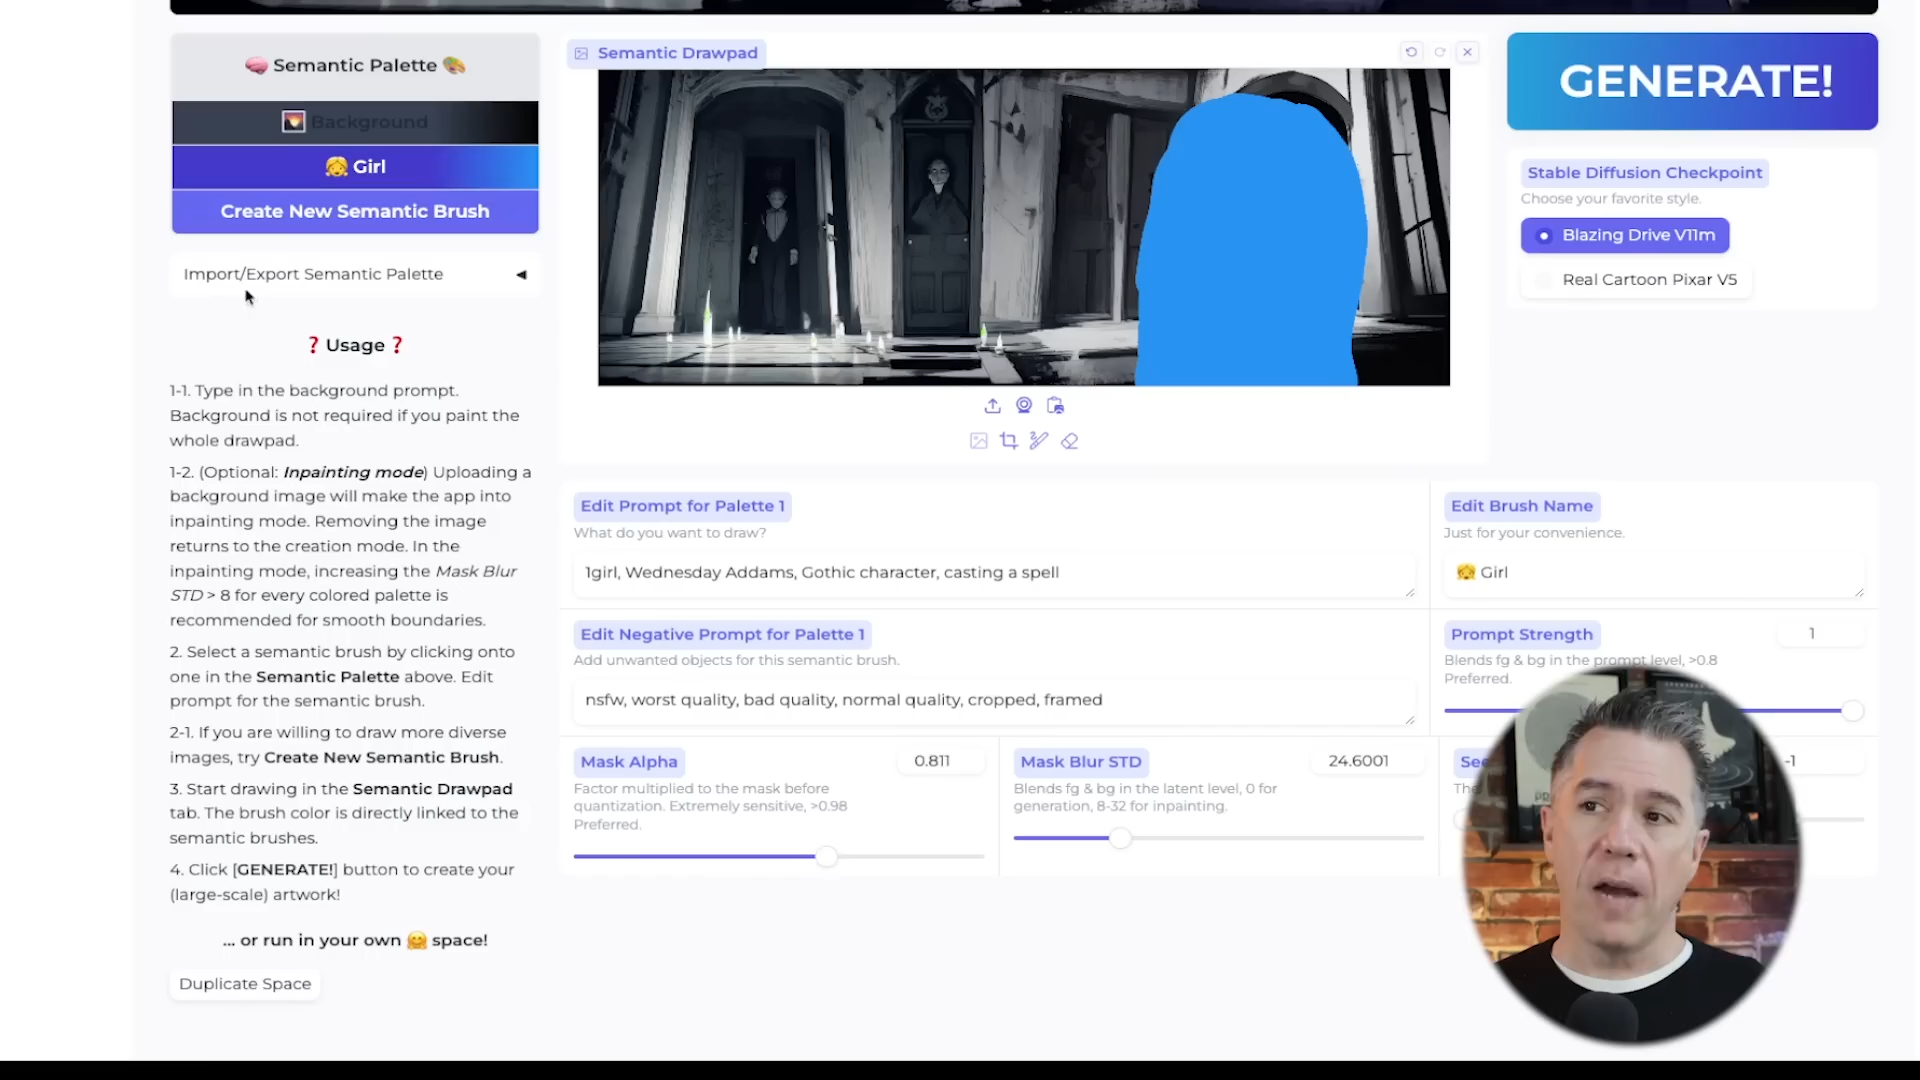 🧠 Semantic Palette 🎨
Background
👧 Girl
Create New Semantic Brush
Import/Export Semantic Palette
❓ Usage ❓
1-1. Type in the background prompt.
Background is not required if you paint the
whole drawpad.
1-2. (Optional: Inpainting mode) Uploading a
background image will make the app into
inpainting mode. Removing the image
returns to the creation mode. In the
inpainting mode, increasing the Mask Blur
STD > 8 for every colored palette is
recommended for smooth boundaries.
2. Select a semantic brush by clicking onto
one in the Semantic Palette above. Edit
prompt for the semantic brush.
2-1. If you are willing to draw more diverse
images, try Create New Semantic Brush.
3. Start drawing in the Semantic Drawpad
tab. The brush color is directly linked to the
semantic brushes.
4. Click [GENERATE!] button to create your
(large-scale) artwork!
... or run in your own 🤗 space!
Duplicate Space
Semantic Drawpad
GENERATE!
Stable Diffusion Checkpoint
Choose your favorite style.
Blazing Drive V11m
Real Cartoon Pixar V5
Edit Prompt for Palette 1
What do you want to draw?
1girl, Wednesday Addams, Gothic character, casting a spell
Edit Brush Name
Just for your convenience.
👧 Girl
Edit Negative Prompt for Palette 1
Add unwanted objects for this semantic brush.
nsfw, worst quality, bad quality, normal quality, cropped, framed
Prompt Strength
1
Blends fg & bg in the prompt level, >0.8
Preferred.
Mask Alpha
0.811
Factor multiplied to the mask before
quantization. Extremely sensitive, >0.98
Preferred.
Mask Blur STD
24.6001
Blends fg & bg in the latent level, 0 for
generation, 8-32 for inpainting.
-1